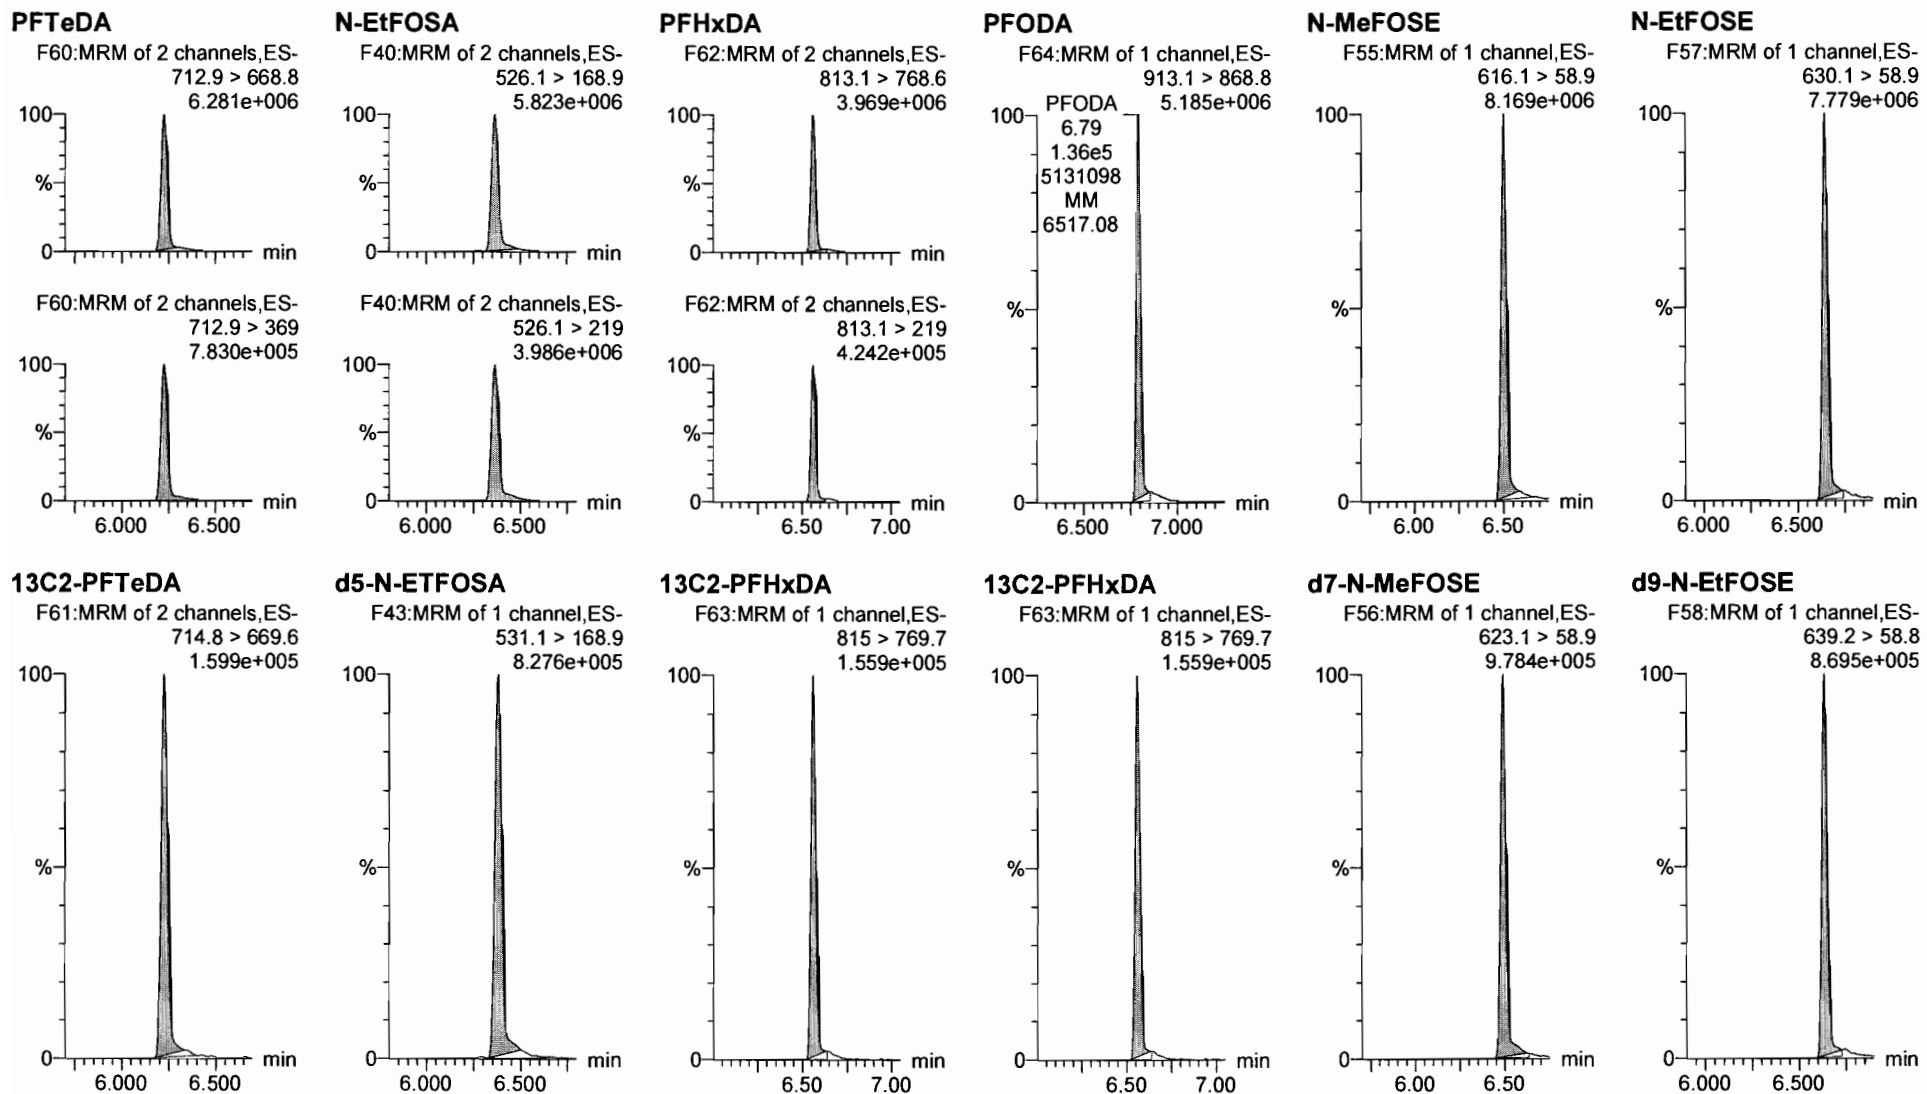 PFTeDA
F60:MRM of 2 channels,ES-
712.9 > 668.8
6.281e+006
100
%
0
min
F60:MRM of 2 channels,ES-
712.9 > 369
7.830e+005
100
%
0
min
6.000 6.500
N-EtFOSA
F40:MRM of 2 channels,ES-
526.1 > 168.9
5.823e+006
100
%
0
min
F40:MRM of 2 channels,ES-
526.1 > 219
3.986e+006
100
%
0
min
6.000 6.500
PFHxDA
F62:MRM of 2 channels,ES-
813.1 > 768.6
3.969e+006
100
%
0
min
F62:MRM of 2 channels,ES-
813.1 > 219
4.242e+005
100
%
0
min
6.50 7.00
PFODA
F64:MRM of 1 channel,ES-
913.1 > 868.8
5.185e+006
100
PFODA
6.79
1.36e5
5131098
MM
6517.08
%
0
min
6.500 7.000
N-MeFOSE
F55:MRM of 1 channel,ES-
616.1 > 58.9
8.169e+006
100
%
0
min
6.00 6.50
N-EtFOSE
F57:MRM of 1 channel,ES-
630.1 > 58.9
7.779e+006
100
%
0
min
6.000 6.500
13C2-PFTeDA
F61:MRM of 2 channels,ES-
714.8 > 669.6
1.599e+005
100
%
0
min
6.000 6.500
d5-N-ETFOSA
F43:MRM of 1 channel,ES-
531.1 > 168.9
8.276e+005
100
%
0
min
6.000 6.500
13C2-PFHxDA
F63:MRM of 1 channel,ES-
815 > 769.7
1.559e+005
100
%
0
min
6.50 7.00
13C2-PFHxDA
F63:MRM of 1 channel,ES-
815 > 769.7
1.559e+005
100
%
0
min
6.50 7.00
d7-N-MeFOSE
F56:MRM of 1 channel,ES-
623.1 > 58.9
9.784e+005
100
%
0
min
6.00 6.50
d9-N-EtFOSE
F58:MRM of 1 channel,ES-
639.2 > 58.8
8.695e+005
100
%
0
min
6.000 6.500